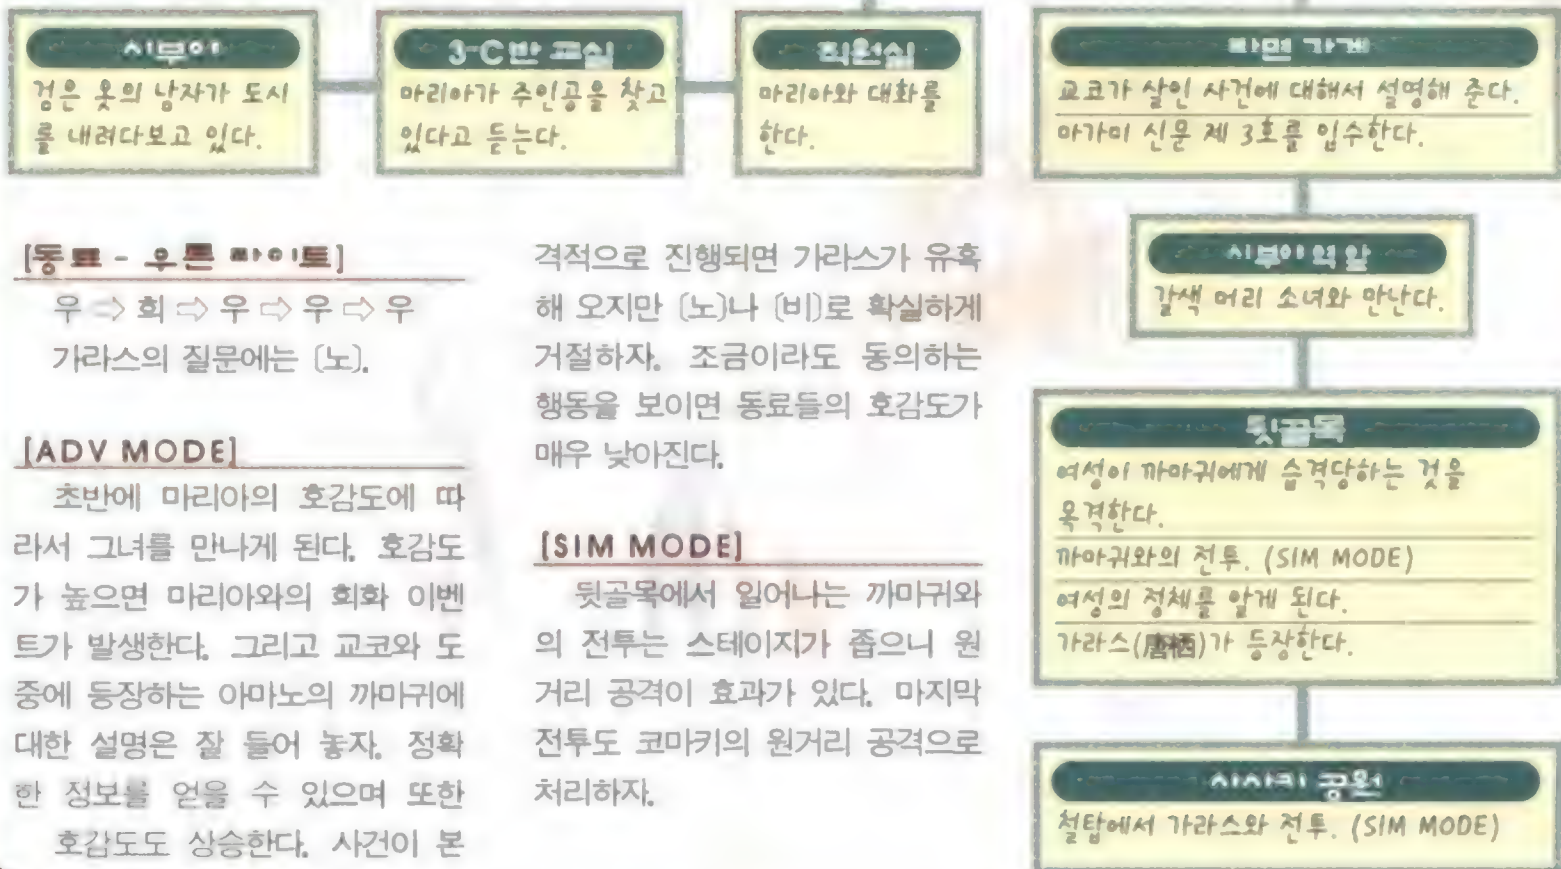 시부야
검은 옷의 남자가 도시
를 내려다보고 있다.
3-C반 교실
마리아가 주인공을 찾고
있다고 듣는다.
직원실
마리아와 대화를
한다.
라면 가게
교코가 살인 사건에 대해서 설명해 준다.
마가미 신문 제 3호를 입수한다.
시부야 역 앞
갈색 머리 소녀와 만난다.
뒷골목
여성이 까마귀에게 습격당하는 것을
목격한다.
까마귀와의 전투. (SIM MODE)
여성의 정체를 알게 된다.
가라스(唐栖)가 등장한다.
공원
철탑에서 가라스와 전투. (SIM MODE)
[동료 - 우몬 라이토]
우 ⇨ 희 ⇨ 우 ⇨ 우 ⇨ 우
가라스의 질문에는 (노).
[ADV MODE]
초반에 마리아의 호감도에 따
라서 그녀를 만나게 된다. 호감도
가 높으면 마리아와의 회화 이벤
트가 발생한다. 그리고 교코와 도
중에 등장하는 아마노의 까마귀에
대한 설명은 잘 들어 놓자. 정확
한 정보를 얻을 수 있으며 또한
호감도도 상승한다. 사건이 본
격적으로 진행되면 가라스가 유혹
해 오지만 (노)나 (비)로 확실하게
거절하자. 조금이라도 동의하는
행동을 보이면 동료들의 호감도가
매우 낮아진다.
[SIM MODE]
뒷골목에서 일어나는 까마귀와
의 전투는 스테이지가 좁으니 원
거리 공격이 효과가 있다. 마지막
전투도 코마키의 원거리 공격으로
처리하자.